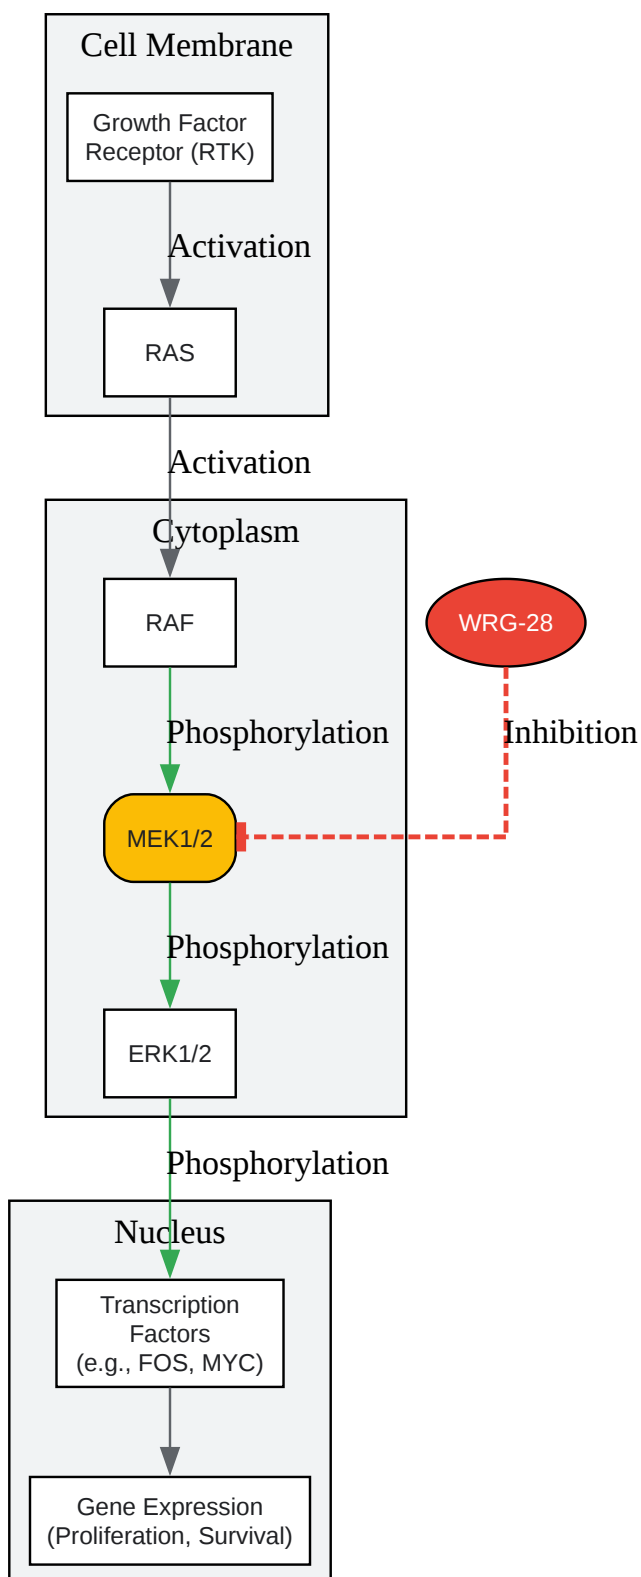 Cell Membrane
Growth Factor
Receptor (RTK)
Activation
RAS
Activation
Cytoplasm
RAF
WRG-28
Phosphorylation
Inhibition
MEK1/2
Phosphorylation
ERK1/2
Phosphorylation
Nucleus
Transcription
Factors
(e.g., FOS, MYC)
Gene Expression
(Proliferation, Survival)